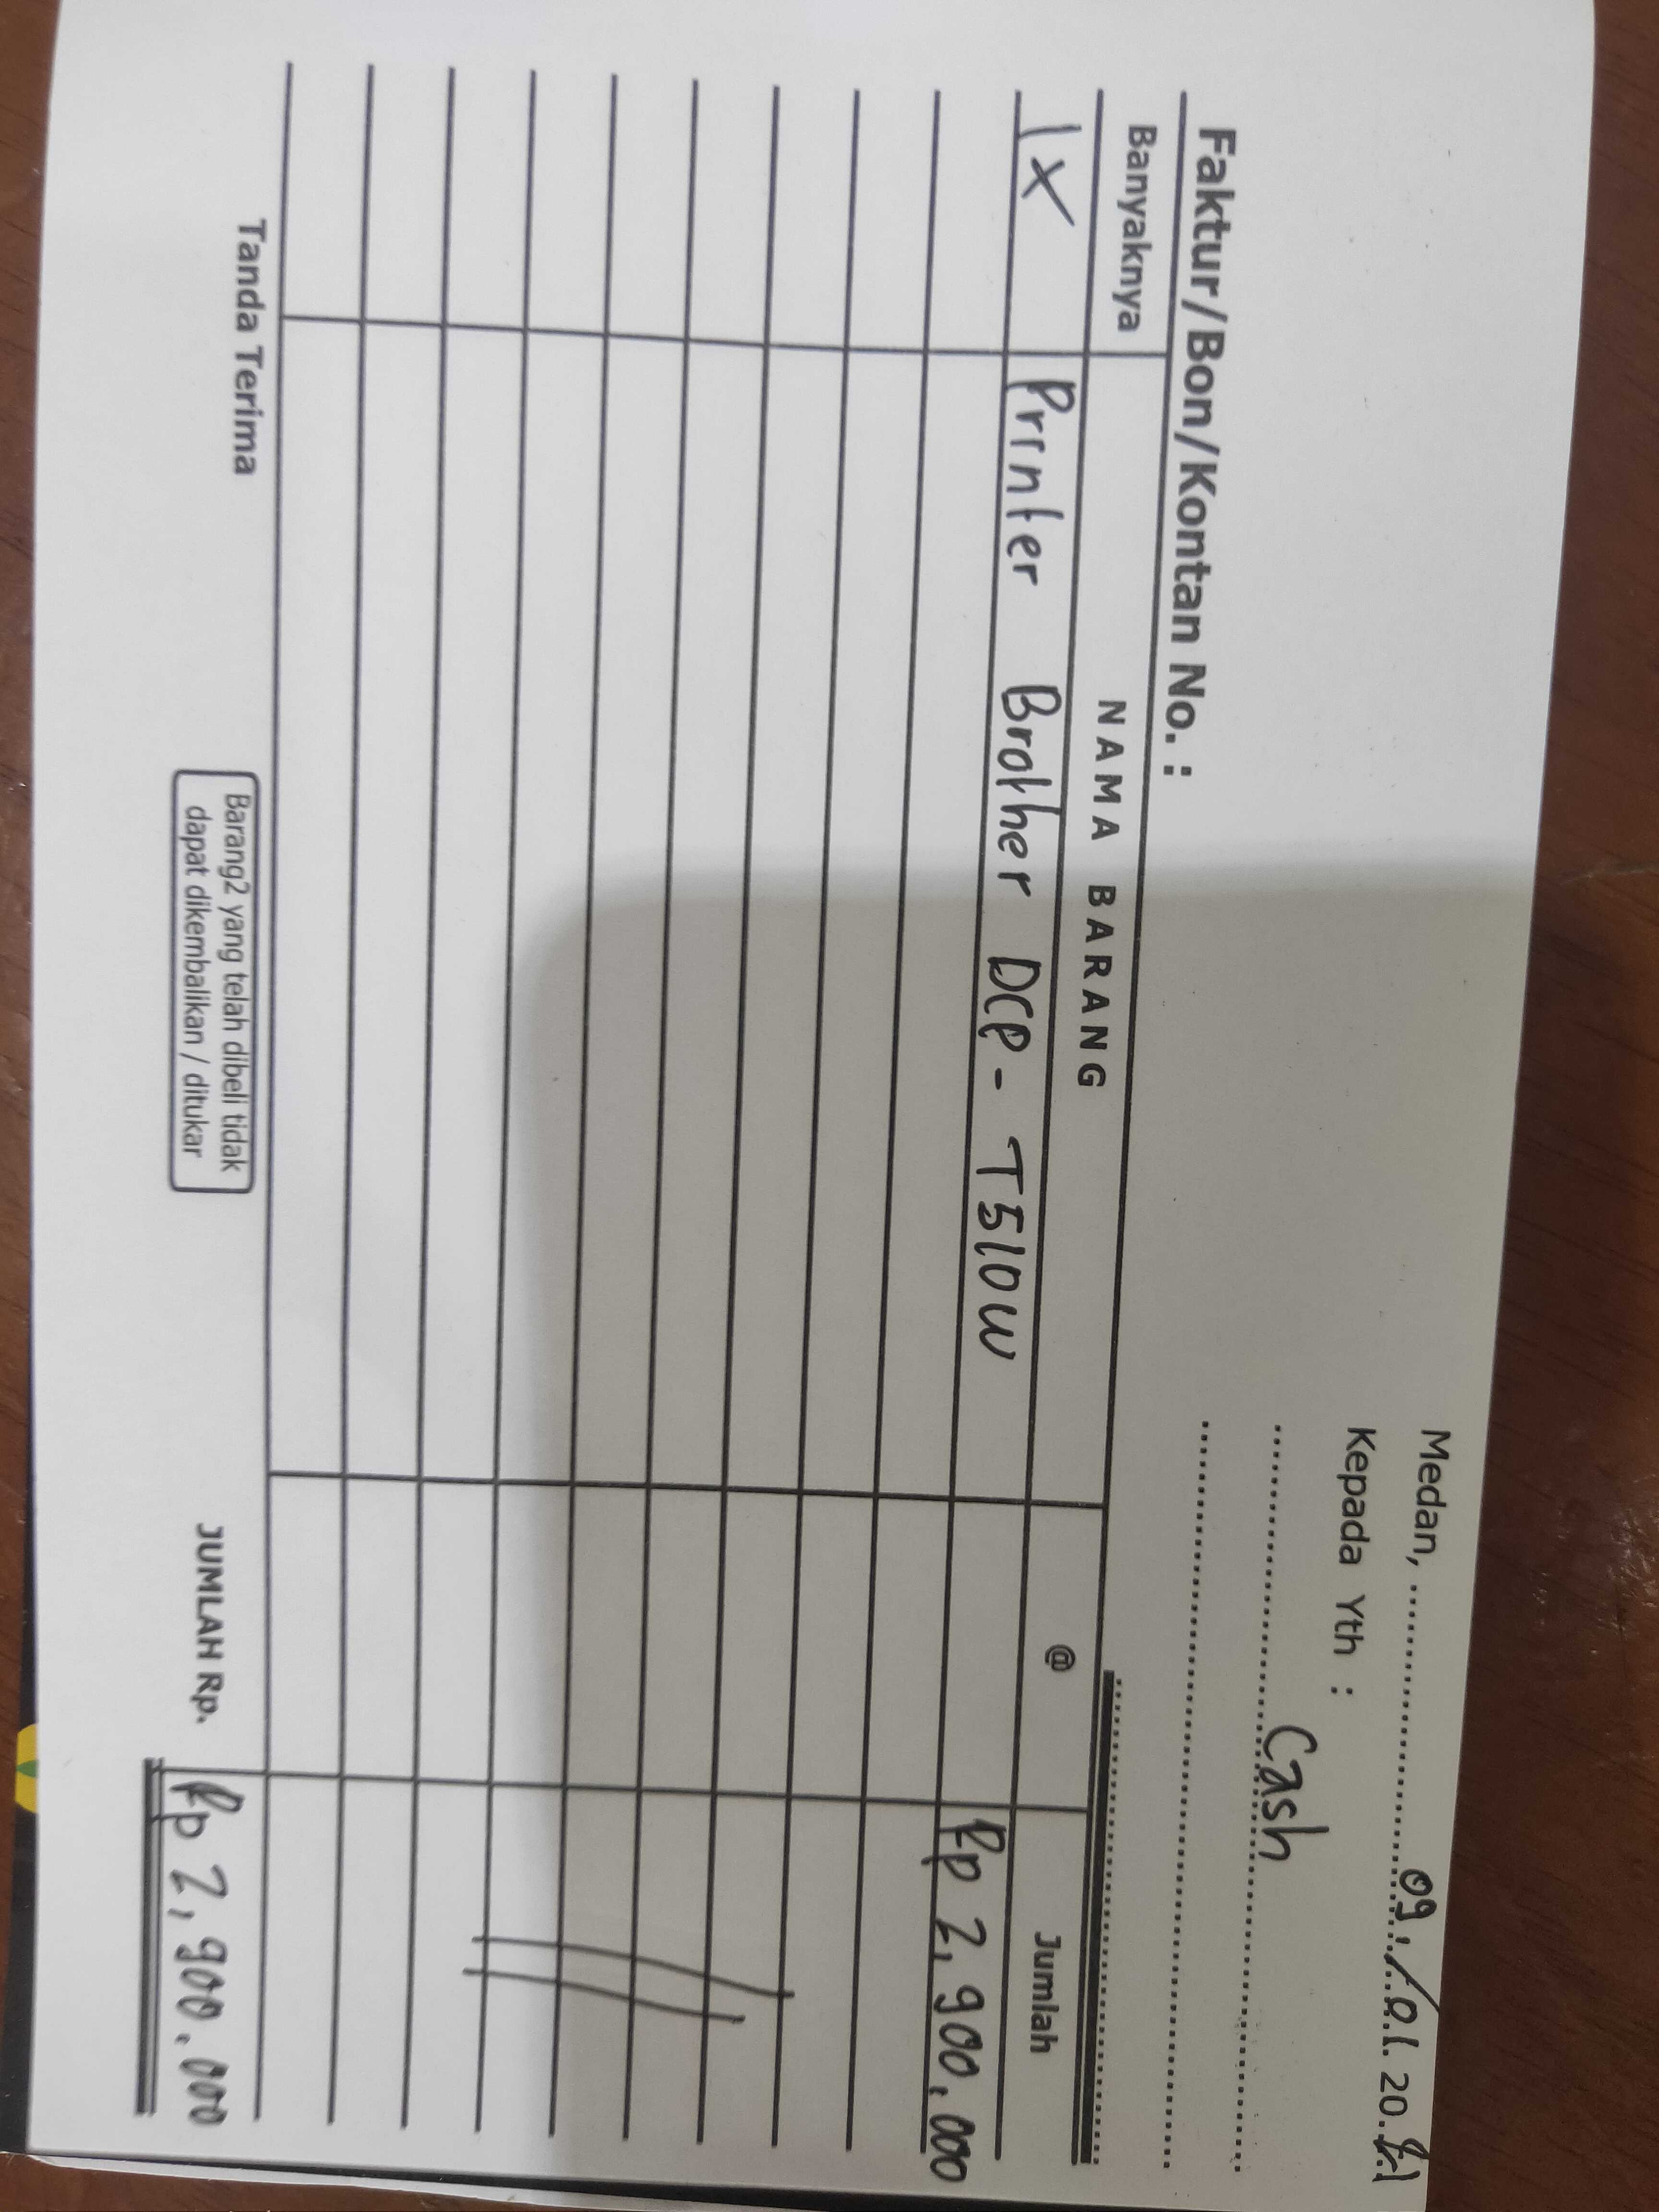 Medan, 09/01.2021
Kepada Yth :
Cash
Faktur/Bon/Kontan No. :
Banyaknya NAMA BARANG @ Jumlah
1x Printer Brother DCP-T510W Rp 2,900.000
Tanda Terima
Barang2 yang telah dibeli tidak
dapat dikembalikan / ditukar
JUMLAH Rp. Rp 2,900.000